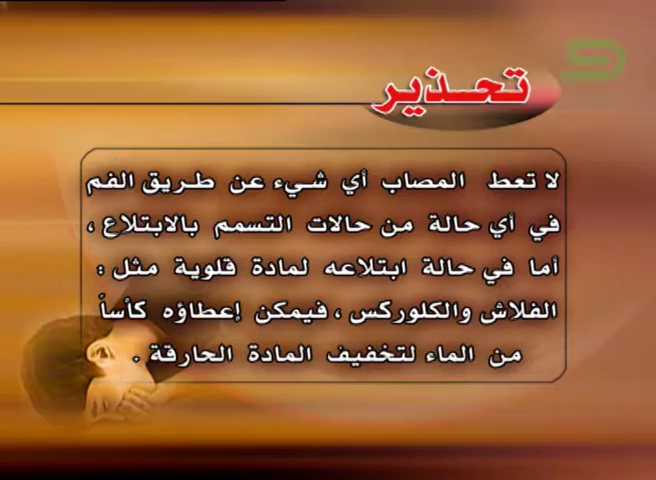 تحذير
لا تعط المصاب أي شيء عن طريق الفم
في أي حالة من حالات التسمم بالابتلاع ،
أما في حالة ابتلاعه لمادة قلوية مثل :
الفلاش والكلوركس ، فيمكن إعطاؤه كأساً
من الماء لتخفيف المادة الحارقة .